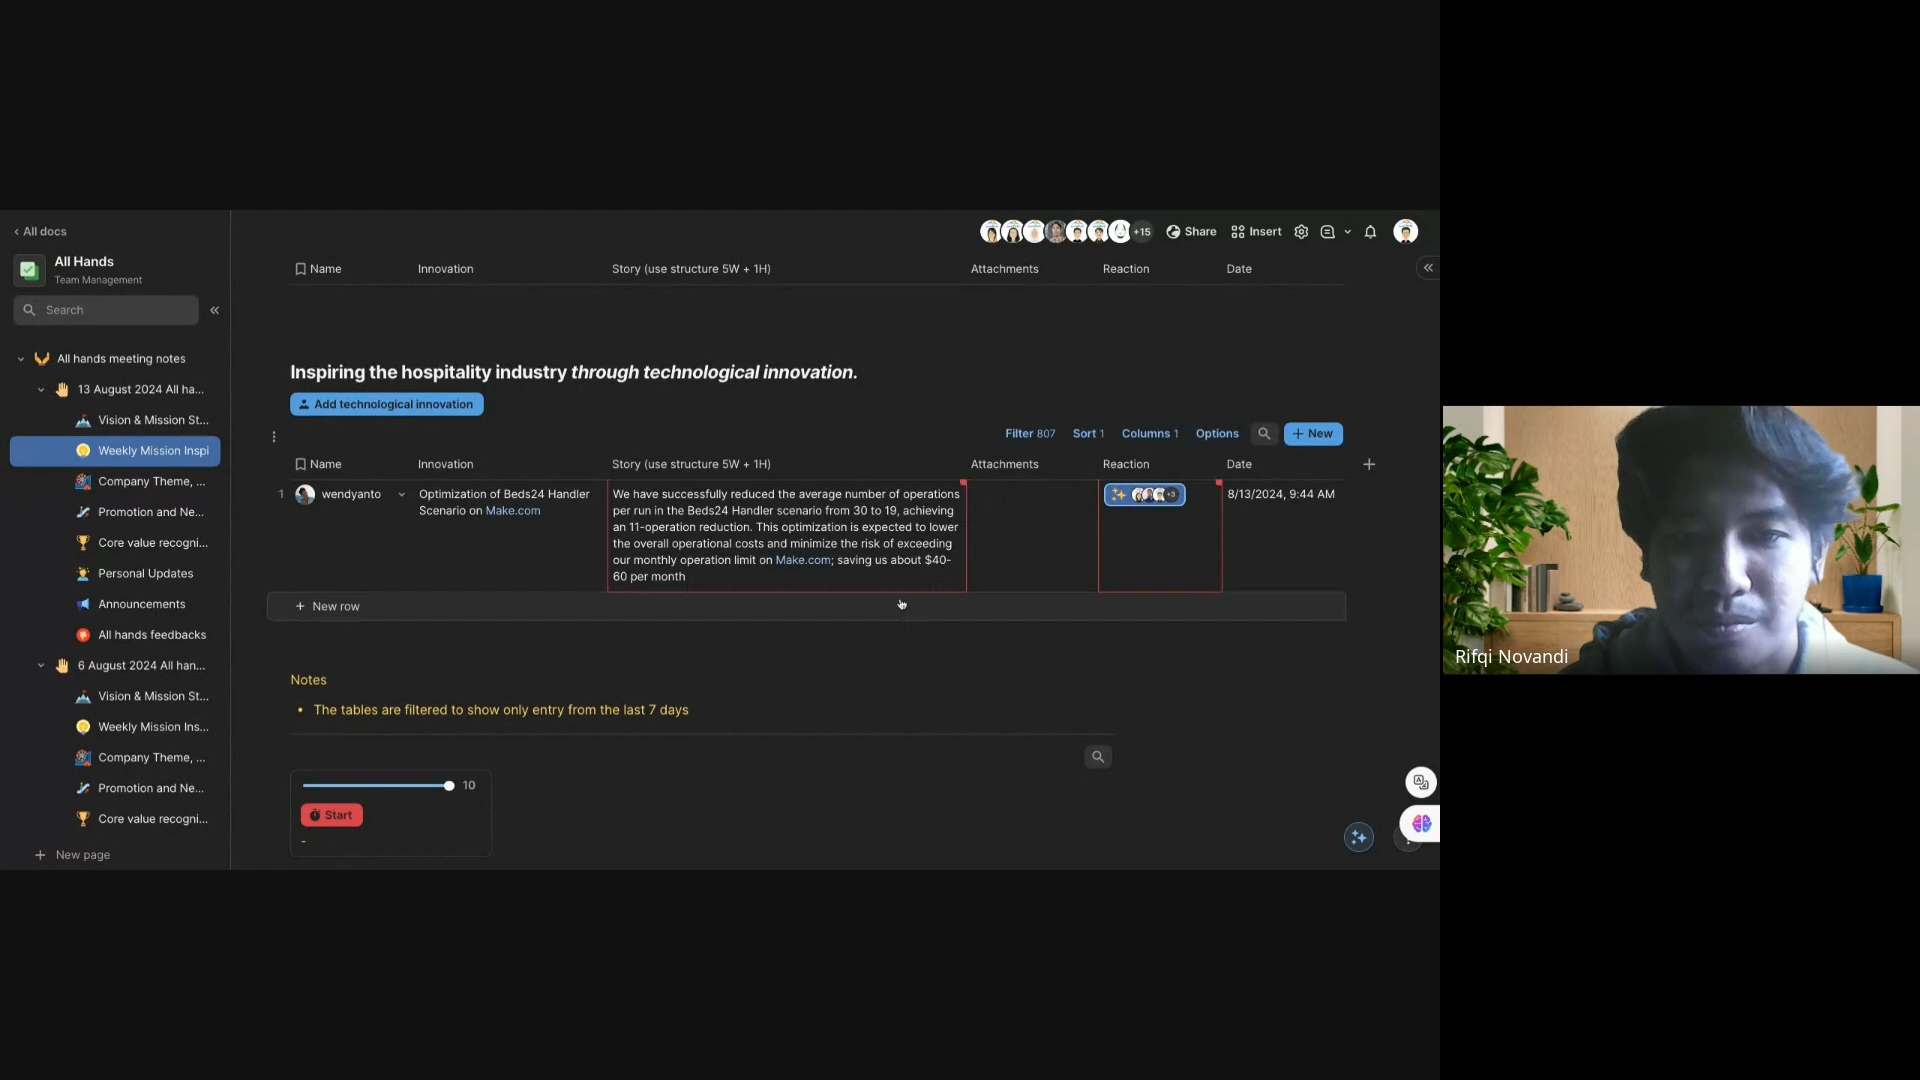 All docs
+15
Share
Insert
All Hands
Team Management
Search
All hands meeting notes
13 August 2024 All ha...
Vision & Mission St...
Weekly Mission Inspi
Company Theme, ...
Promotion and Ne...
Core value recogni...
Personal Updates
Announcements
All hands feedbacks
6 August 2024 All han...
Vision & Mission St...
Weekly Mission Ins...
Company Theme, ...
Promotion and Ne...
Core value recogni...
New page
Name Innovation Story (use structure 5W + 1H) Attachments Reaction Date
Inspiring the hospitality industry through technological innovation.
Add technological innovation
Filter 807 Sort 1 Columns 1 Options + New
Name Innovation Story (use structure 5W + 1H) Attachments Reaction Date
1 wendyanto
Optimization of Beds24 Handler
Scenario on Make.com
We have successfully reduced the average number of operations
per run in the Beds24 Handler scenario from 30 to 19, achieving
an 11-operation reduction. This optimization is expected to lower
the overall operational costs and minimize the risk of exceeding
our monthly operation limit on Make.com; saving us about $40-
60 per month
+3
8/13/2024, 9:44 AM
+ New row
Notes
• The tables are filtered to show only entry from the last 7 days
10
Start
-
Rifqi Novandi